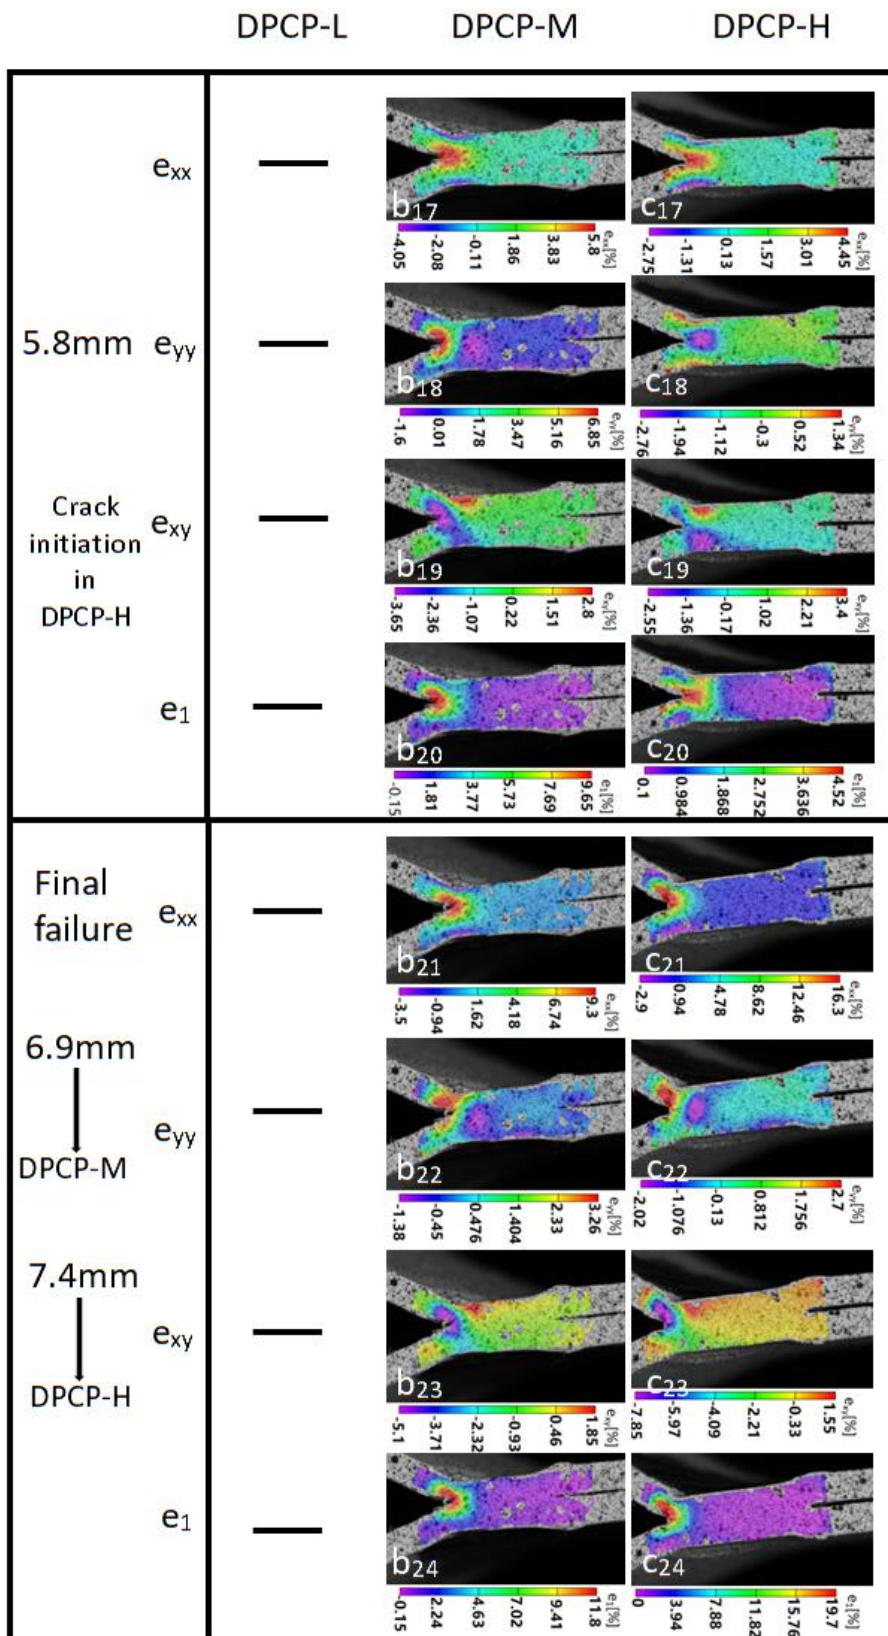 DPCP-L DPCP-M DPCP-H
exx
b17
c17
-4.05 -2.08 -0.11 1.86 3.83 5.8 exx[%]
-2.75 -1.31 0.13 1.57 3.01 4.45 exx[%]
5.8mm eyy
b18
c18
-1.6 0.01 1.78 3.47 5.16 6.85 eyy[%]
-2.76 -1.94 -1.12 -0.3 0.52 1.34 eyy[%]
Crack
initiation
in
DPCP-H
exy
b19
c19
-3.65 -2.36 -1.07 0.22 1.51 2.8 exy[%]
-2.55 -1.36 -0.17 1.02 2.21 3.4 exy[%]
e1
b20
c20
-0.15 1.81 3.77 5.73 7.69 9.65 e1[%]
0.1 0.984 1.868 2.752 3.636 4.52 e1[%]
Final
failure
exx
b21
c21
-3.5 -0.94 1.62 4.18 6.74 9.3 exx[%]
-2.9 0.94 4.78 8.62 12.46 16.3 exx[%]
6.9mm
DPCP-M
eyy
b22
c22
-1.38 -0.45 0.476 1.404 2.33 3.26 eyy[%]
-2.02 -1.076 -0.13 0.812 1.756 2.7 eyy[%]
7.4mm
DPCP-H
exy
b23
c23
-5.1 -3.71 -2.32 -0.93 0.46 1.85 exy[%]
-7.85 -5.97 -4.09 -2.21 -0.33 1.55 exy[%]
e1
b24
c24
-0.15 2.24 4.63 7.02 9.41 11.8 e1[%]
0 3.94 7.88 11.82 15.76 19.7 e1[%]